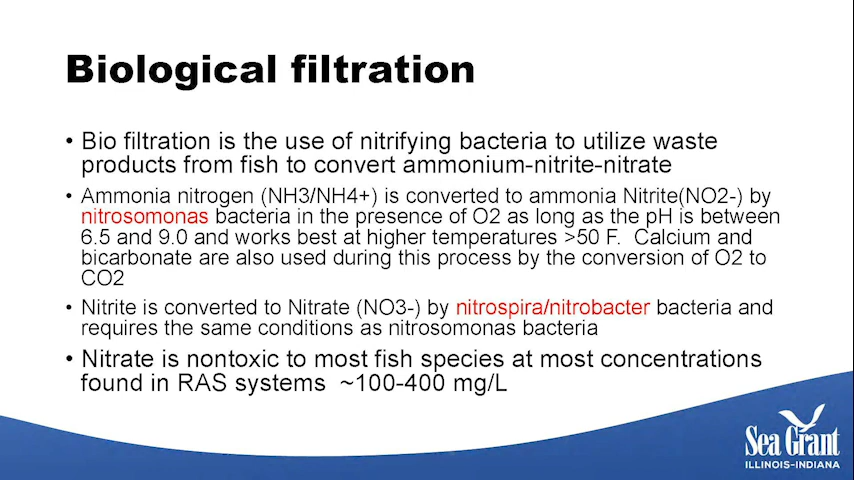 Biological filtration
• Bio filtration is the use of nitrifying bacteria to utilize waste
products from fish to convert ammonium-nitrite-nitrate
• Ammonia nitrogen (NH3/NH4+) is converted to ammonia Nitrite(NO2-) by
nitrosomonas bacteria in the presence of O2 as long as the pH is between
6.5 and 9.0 and works best at higher temperatures >50 F.  Calcium and
bicarbonate are also used during this process by the conversion of O2 to
CO2
• Nitrite is converted to Nitrate (NO3-) by nitrospira/nitrobacter bacteria and
requires the same conditions as nitrosomonas bacteria
• Nitrate is nontoxic to most fish species at most concentrations
found in RAS systems  ~100-400 mg/L
Sea Grant
ILLINOIS-INDIANA